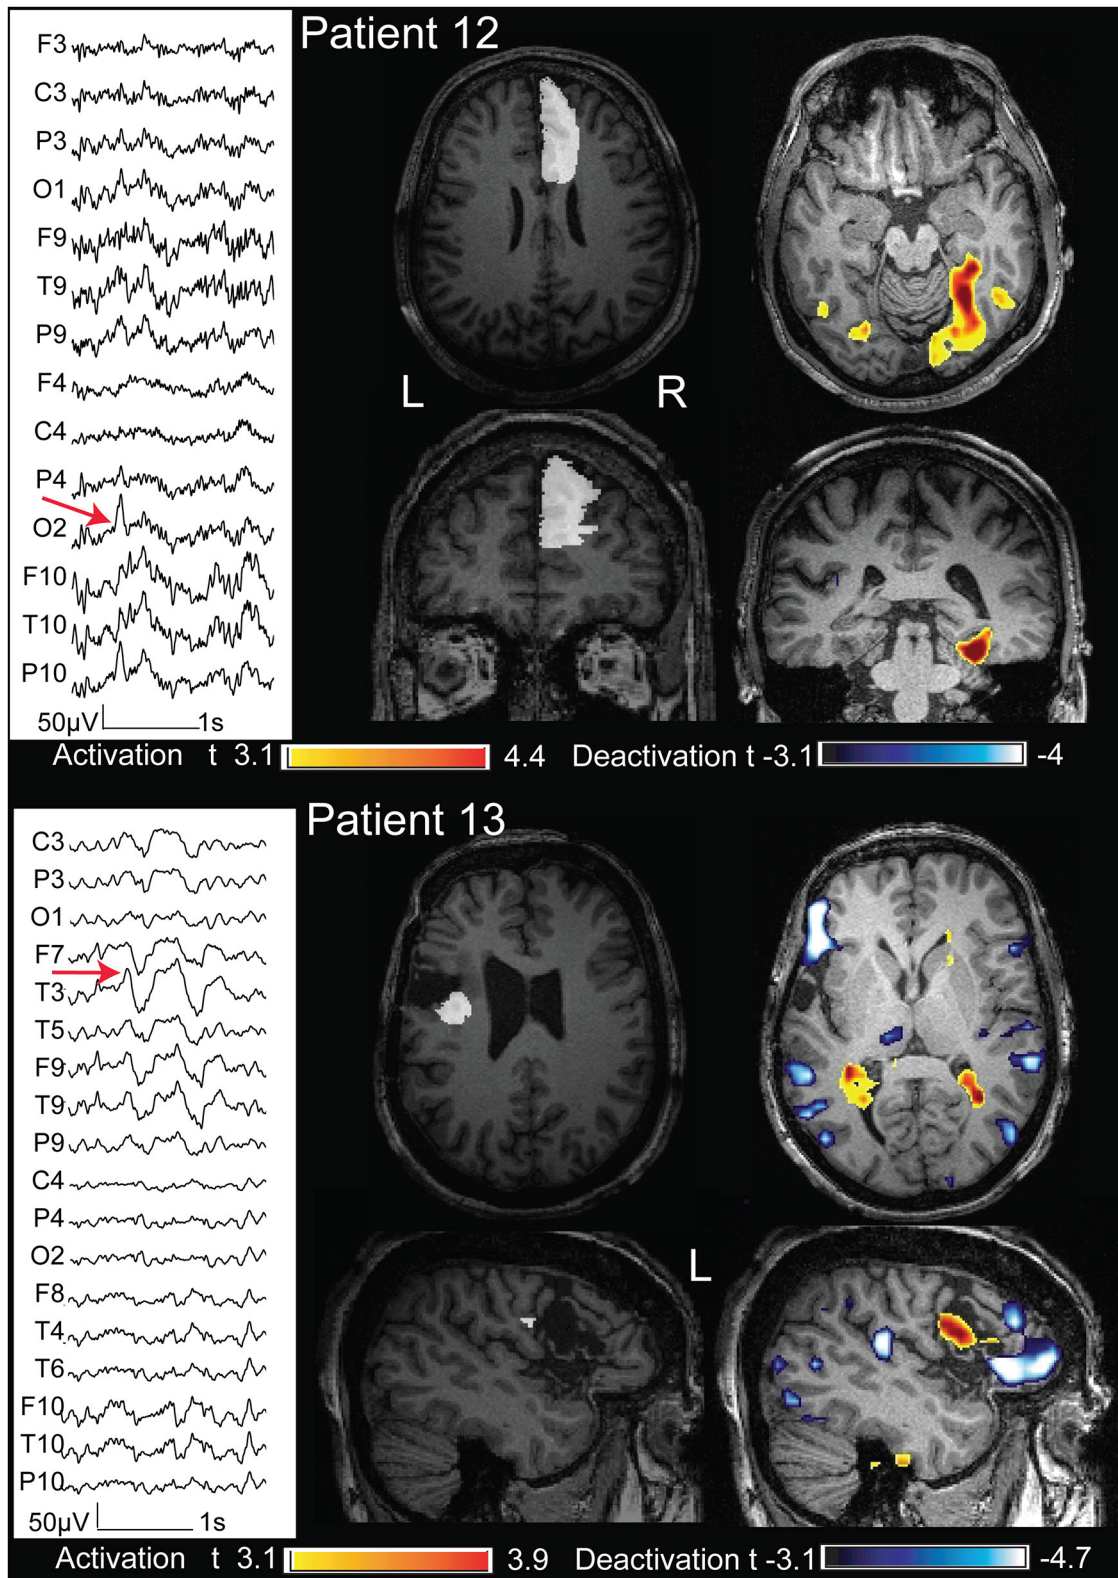 Patient 12
F3
C3
P3
O1
F9
T9
P9
F4
C4
P4
O2
F10
T10
P10
50µV 1s
L R
Activation t 3.1 4.4 Deactivation t -3.1 -4
Patient 13
C3
P3
O1
F7
T3
T5
F9
T9
P9
C4
P4
O2
F8
T4
T6
F10
T10
P10
50µV 1s
L
Activation t 3.1 3.9 Deactivation t -3.1 -4.7